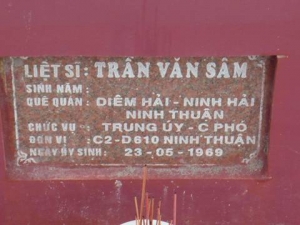 LIỆT SĨ: TRẦN VĂN SÂM
SINH NĂM:
QUÊ QUÁN: DIÊM HẢI - NINH HẢI
NINH THUẬN
CHỨC VỤ: TRUNG ÚY - C PHÓ
ĐƠN VỊ: C2-D610 NINH THUẬN
NGÀY HY SINH: 23-05-1969